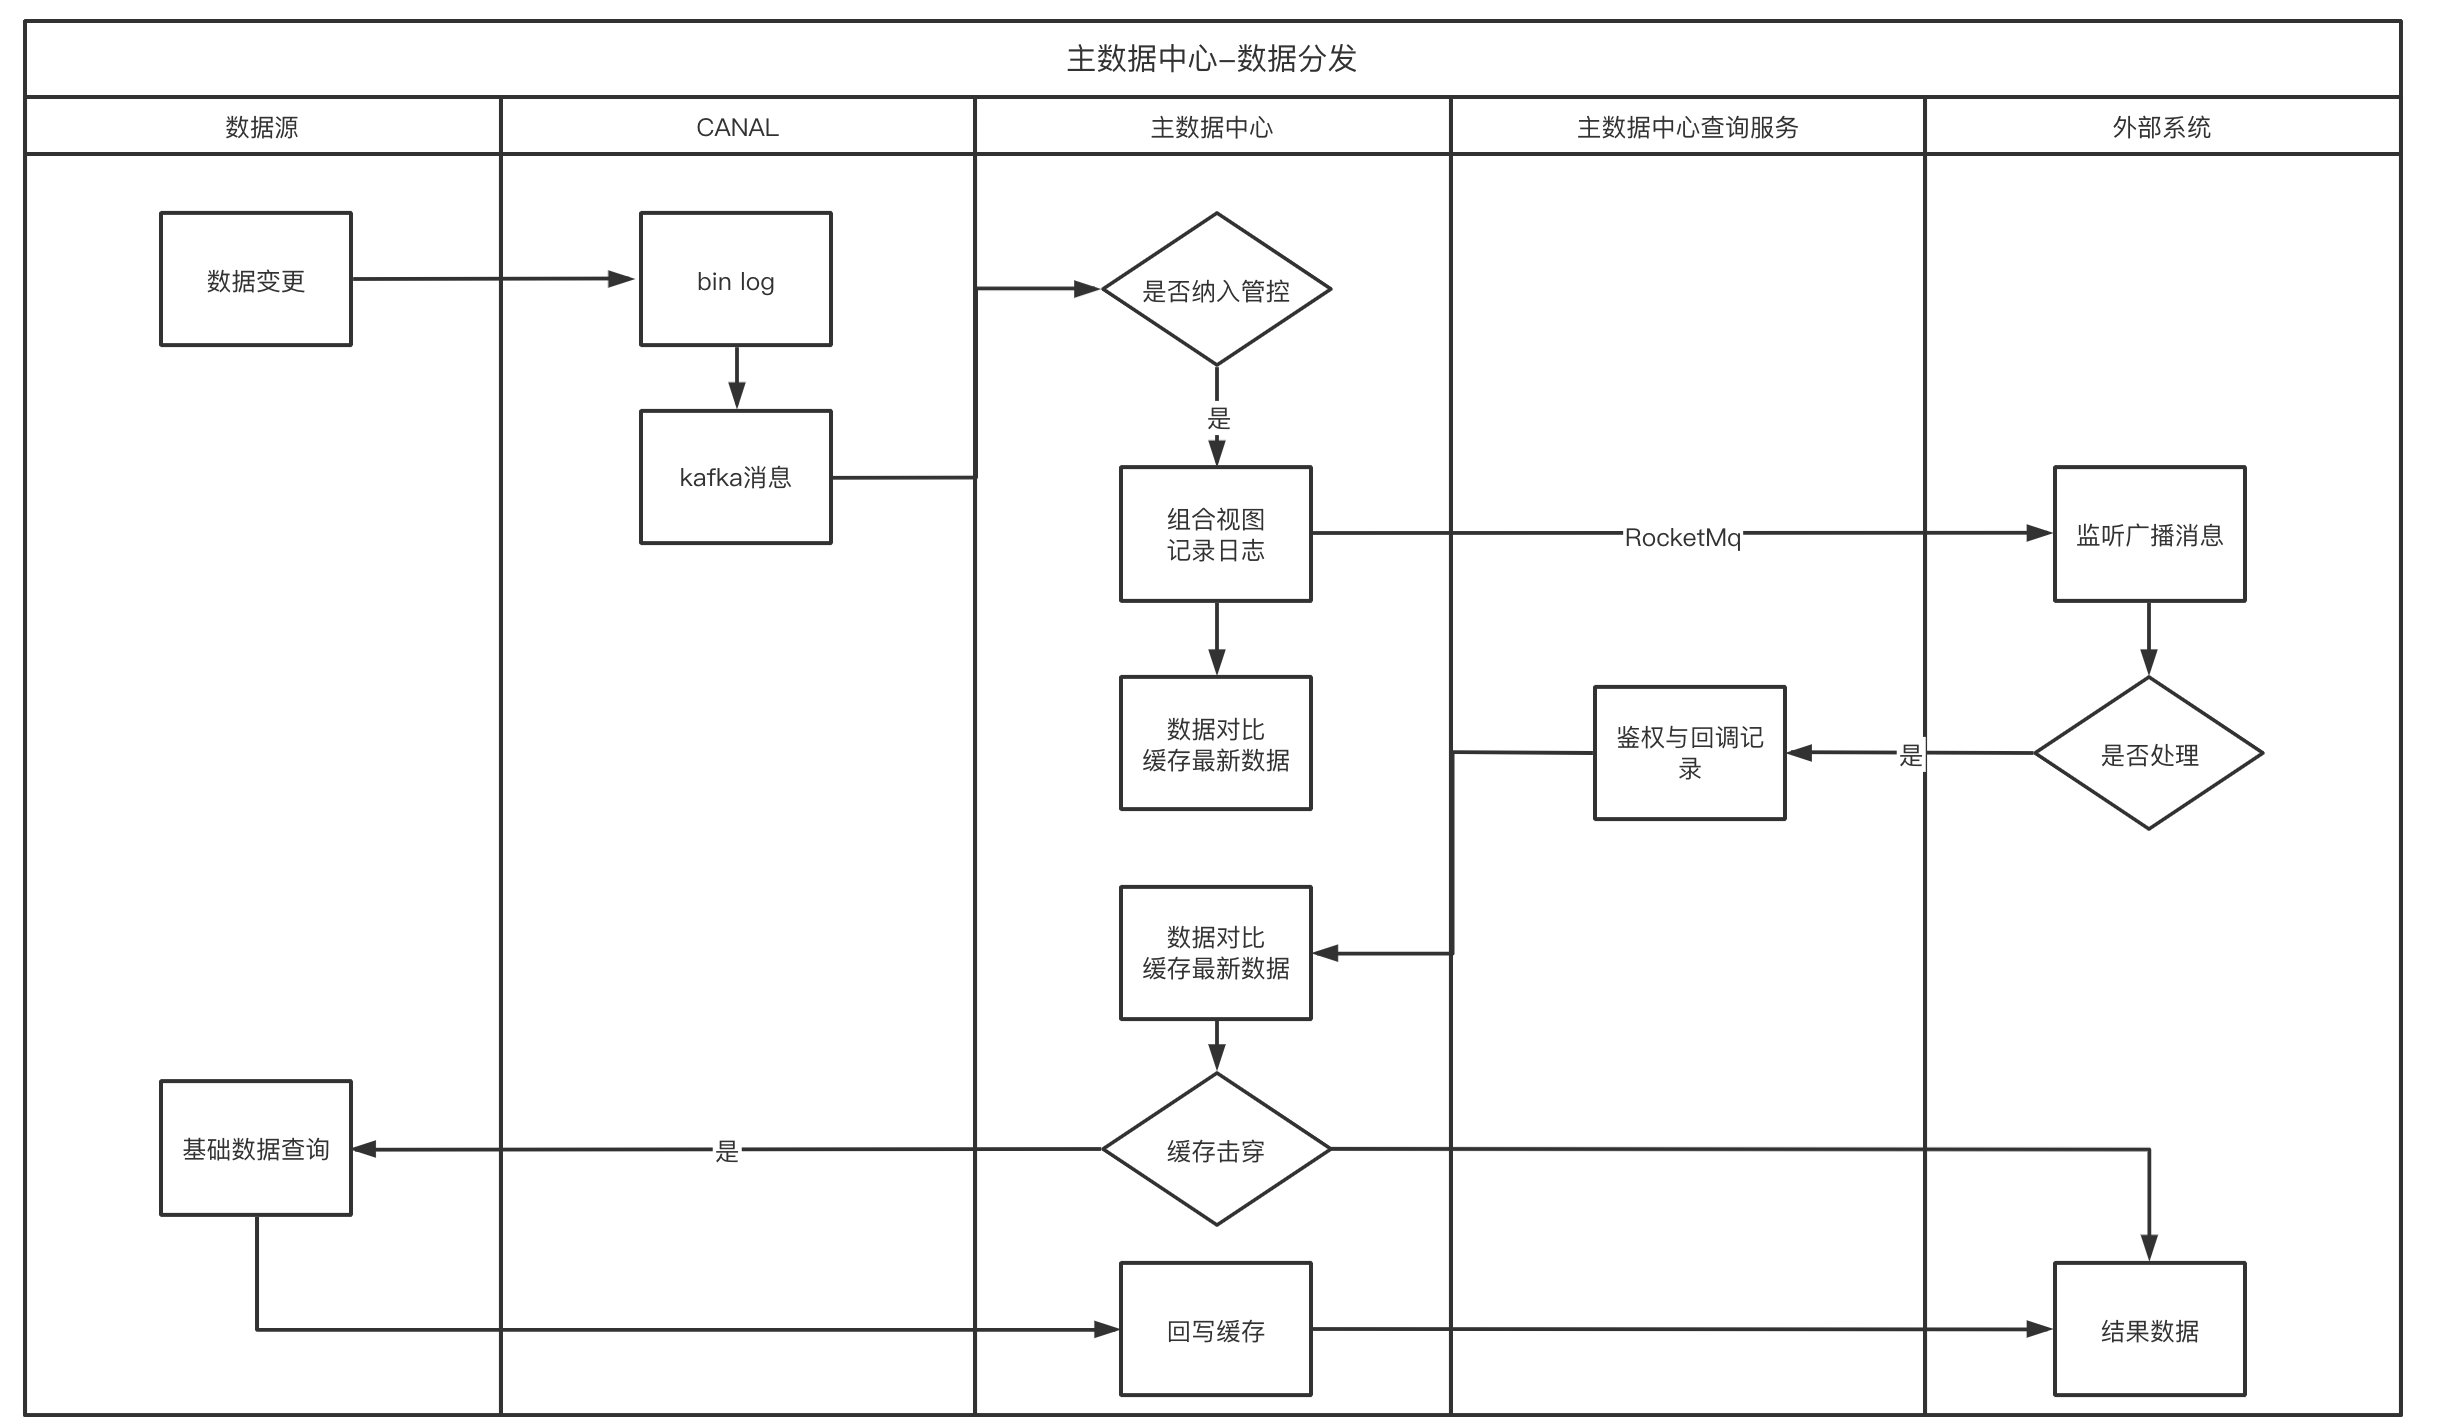 主数据中心-数据分发
数据源
CANAL
主数据中心
主数据中心查询服务
外部系统
数据变更
bin log
是否纳入管控
kafka消息
是
组合视图
记录日志
RocketMq
监听广播消息
数据对比
缓存最新数据
鉴权与回调记
录
是
是否处理
数据对比
缓存最新数据
基础数据查询
是
缓存击穿
回写缓存
结果数据